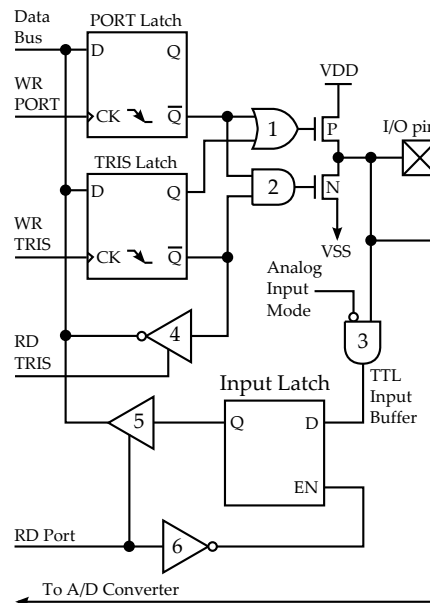 Data
Bus
PORT Latch
D
Q
WR
PORT
CK
Q
TRIS Latch
D
Q
WR
TRIS
CK
Q
1
2
VDD
P
N
VSS
I/O pin
Analog
Input
Mode
3
TTL
Input
Buffer
4
RD
TRIS
Input Latch
Q
D
EN
5
RD Port
6
To A/D Converter